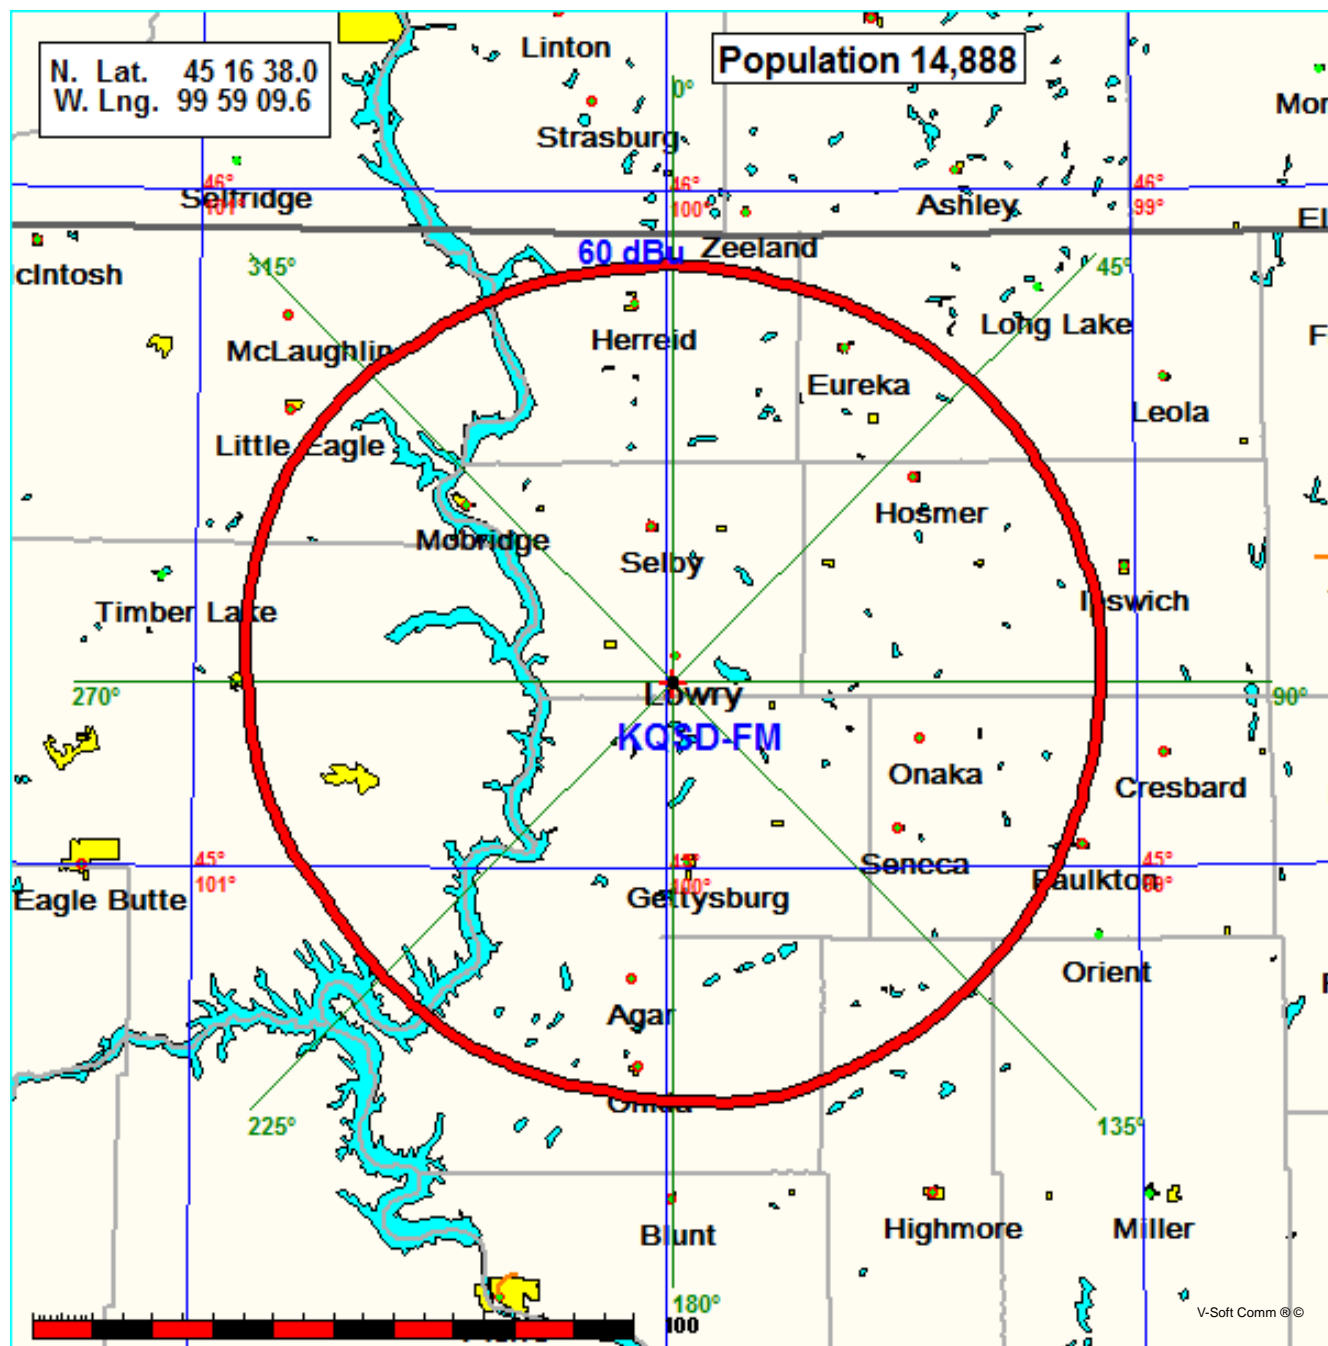 Linton
N. Lat. 45 16 38.0
W. Lng. 99 59 09.6
Population 14,888
0°
Strasburg
46°
101°
Selfridge
46°
100°
Ashley
46°
99°
60 dBu
Zeeland
315°
45°
McLaughlin
Herreid
Long Lake
Eureka
Leola
Little Eagle
Hosmer
Mobridge
Selby
Timber Lake
Ipswich
270°
Lowry
90°
KQSD-FM
Onaka
Cresbard
45°
101°
Seneca
45°
100°
Faulkton
45°
99°
Eagle Butte
Gettysburg
Orient
Agar
Onida
225°
135°
Blunt
Highmore
Miller
180°
V-Soft Comm ® ©